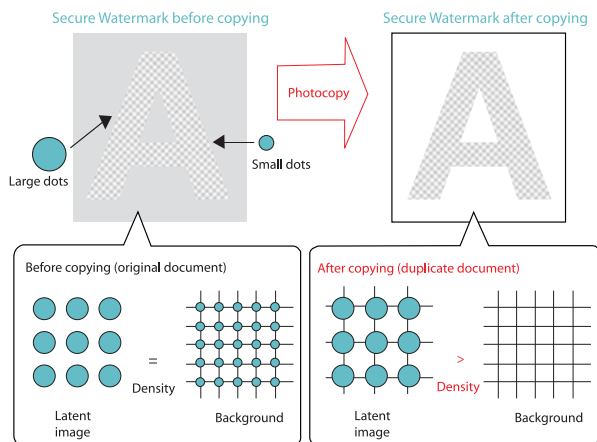 Secure Watermark before copying
Secure Watermark after copying
Photocopy
Large dots
Small dots
Before copying (original document)
=
Density
Latent
image
Background
After copying (duplicate document)
>
Density
Latent
image
Background
A
A